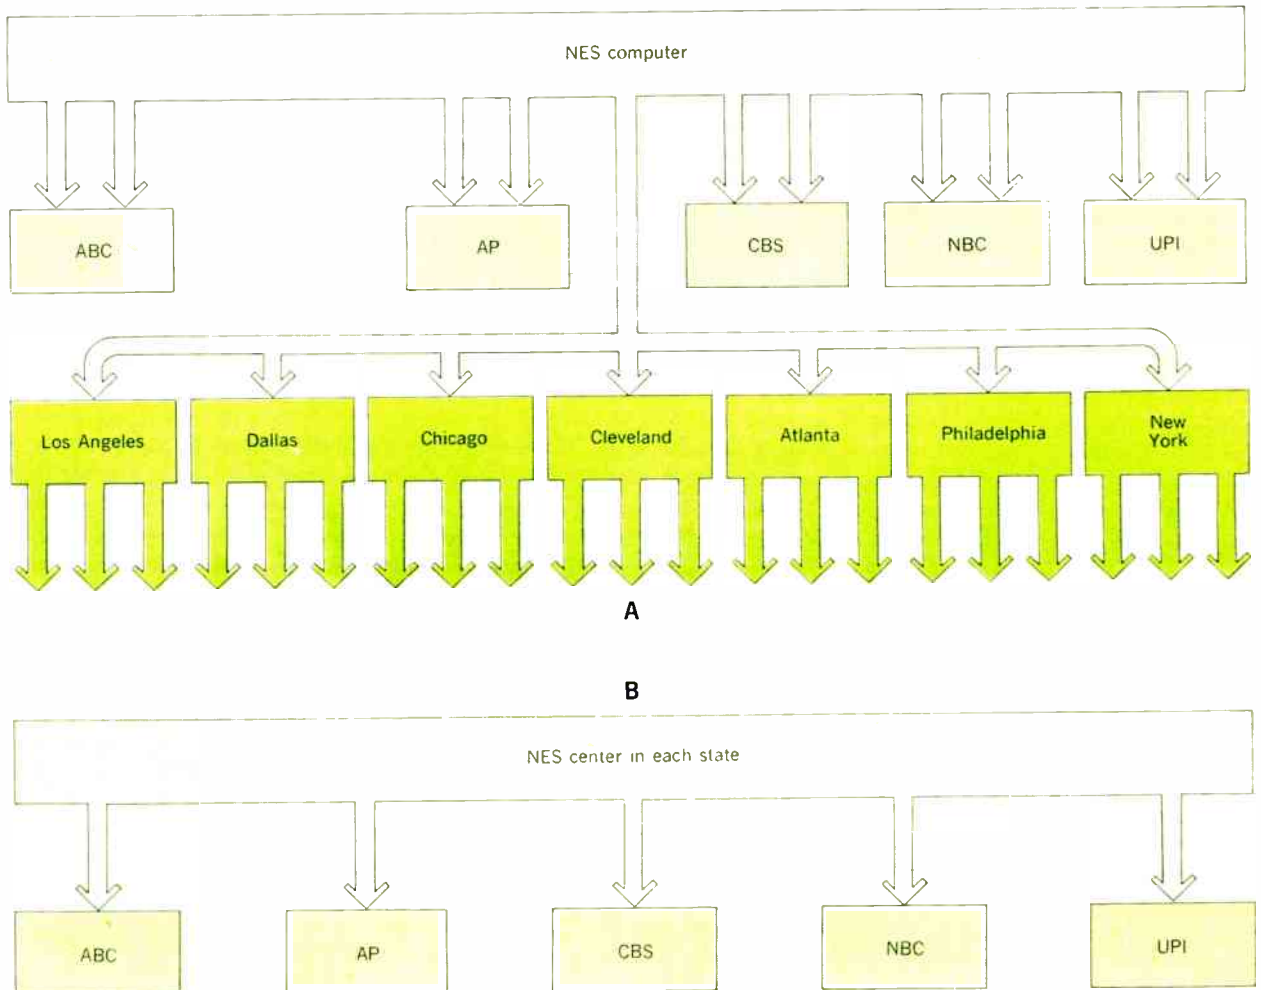 NES computer
ABC
AP
CBS
NBC
UPI
Los Angeles
Dallas
Chicago
Cleveland
Atlanta
Philadelphia
New
York
A
B
NES center in each state
ABC
AP
CBS
NBC
UPI